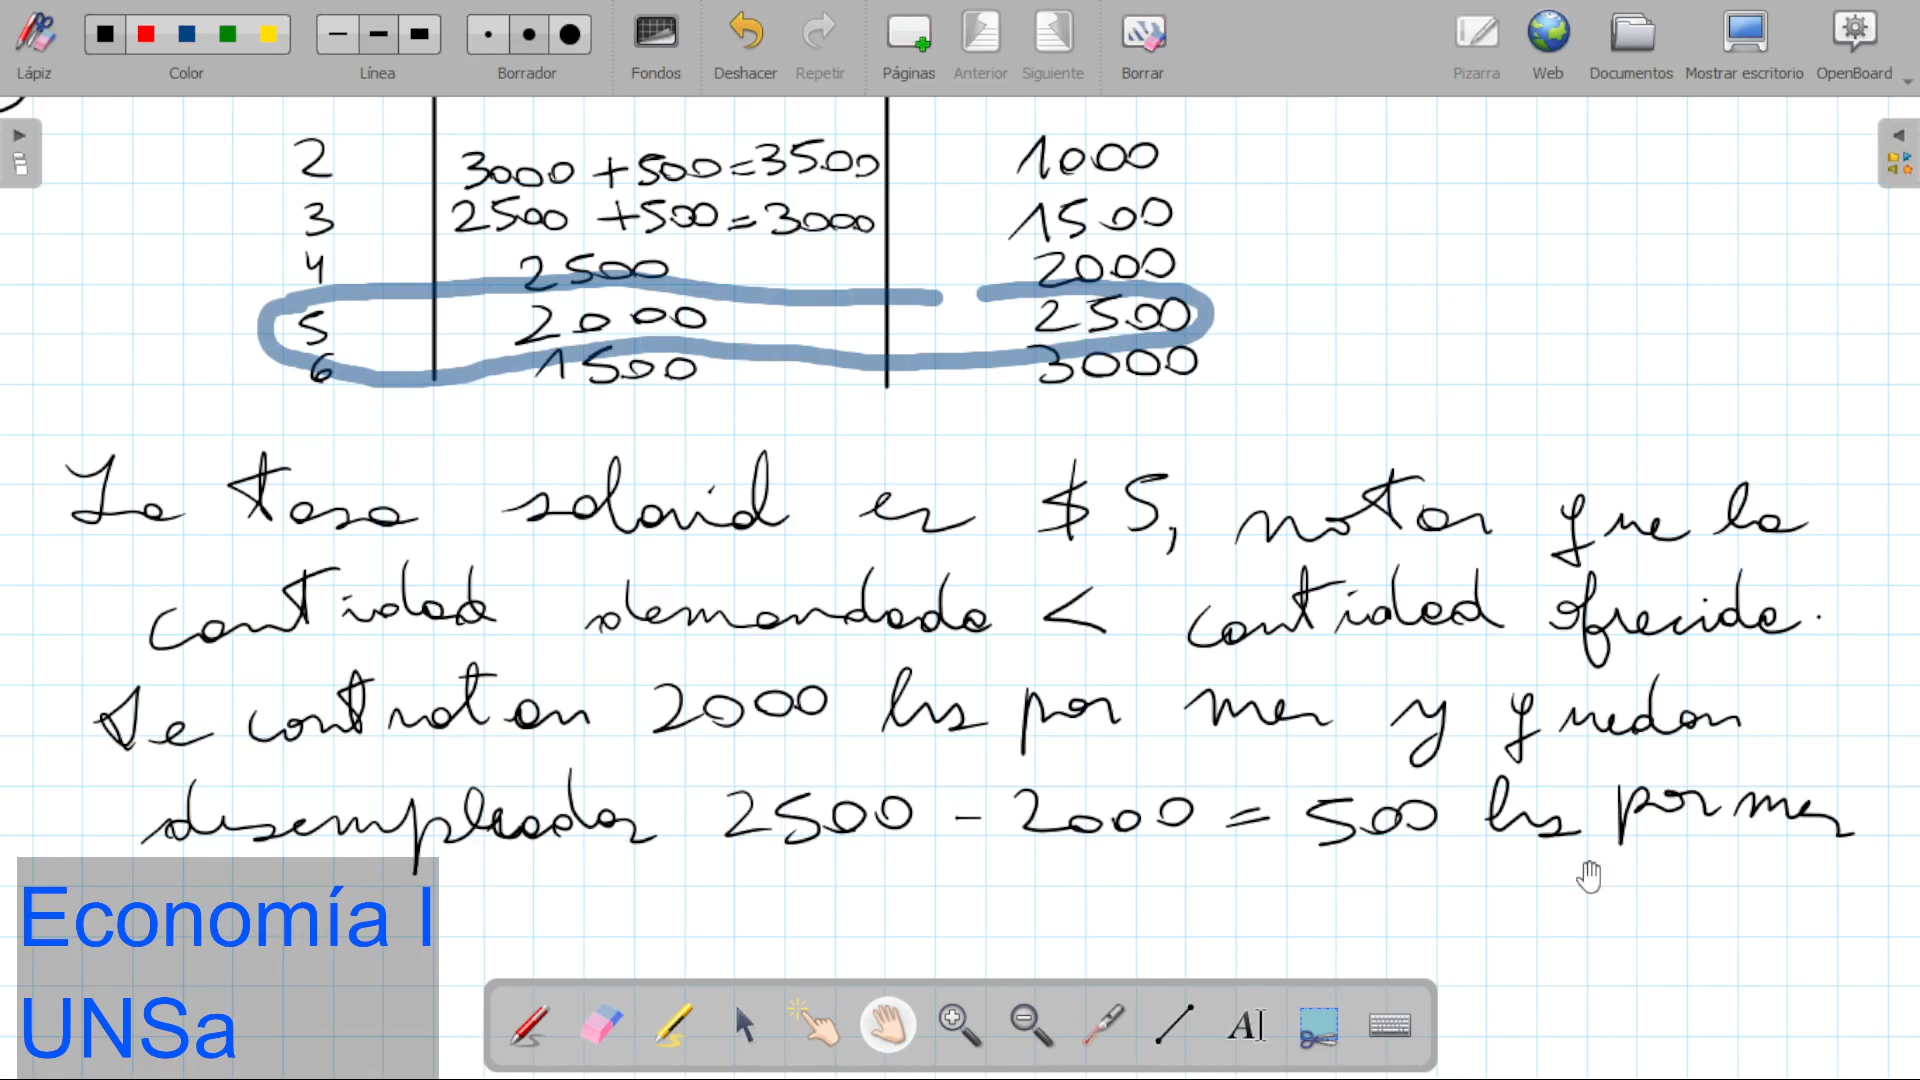 Lápiz Color Línea Borrador Fondos Deshacer Repetir Páginas Anterior Siguiente Borrar Pizarra Web Documentos Mostrar escritorio OpenBoard
2 3000 +500=3500 1000
3 2500 +500=3000 1500
4 2500 2000
5 2000 2500
6 1500 3000
La tasa salarial es $ 5, notar que la
cantidad demandada < cantidad ofrecida.
Se contratan 2000 hs por mes y quedan
desempleados 2500 - 2000 = 500 hs por mes
Economía I
UNSa
AI